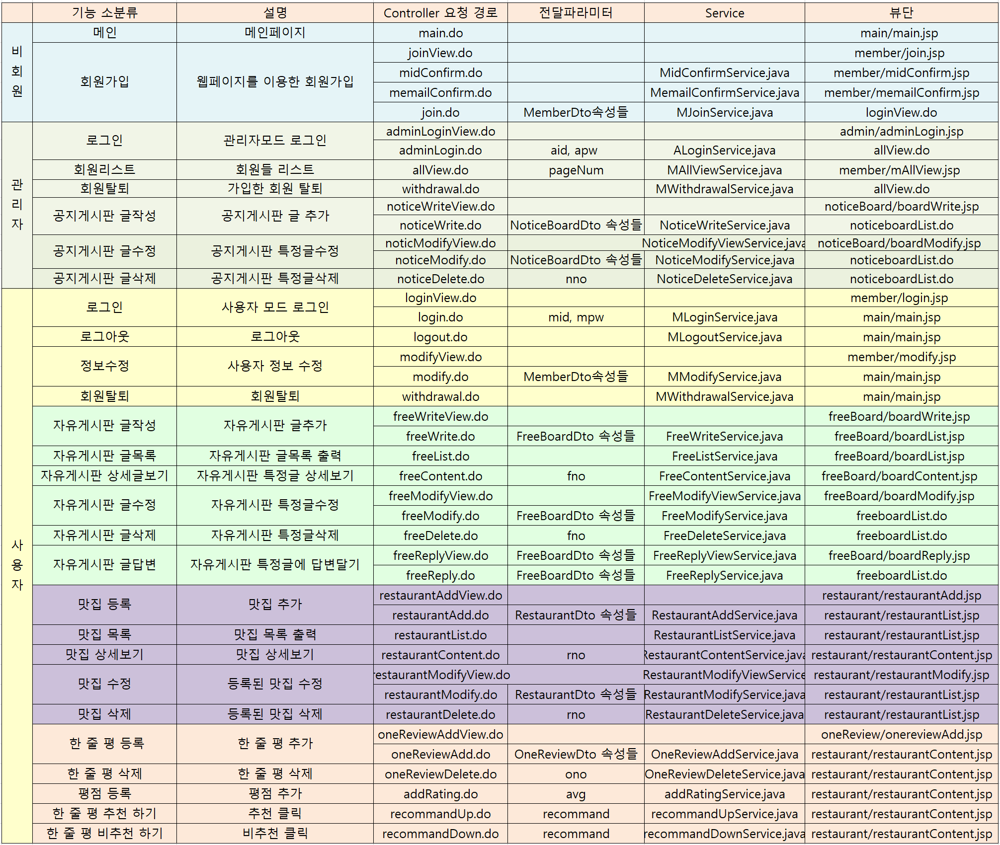 기능 소분류 설명 Controller 요청 경로 전달파라미터 Service 뷰단
비회원
메인 메인페이지 main.do main/main.jsp
회원가입 웹페이지를 이용한 회원가입
joinView.do member/join.jsp
midConfirm.do MidConfirmService.java member/midConfirm.jsp
memailConfirm.do MemailConfirmService.java member/memailConfirm.jsp
join.do MemberDto속성들 MJoinService.java loginView.do
관리자
로그인 관리자모드 로그인
adminLoginView.do admin/adminLogin.jsp
adminLogin.do aid, apw ALoginService.java allView.do
회원리스트 회원들 리스트 allView.do pageNum MAllViewService.java member/mAllView.jsp
회원탈퇴 가입한 회원 탈퇴 withdrawal.do MWithdrawalService.java allView.do
공지게시판 글작성 공지게시판 글 추가
noticeWriteView.do noticeBoard/boardWrite.jsp
noticeWrite.do NoticeBoardDto 속성들 NoticeWriteService.java noticeboardList.do
공지게시판 글수정 공지게시판 특정글수정
noticModifyView.do NoticeModifyViewService.java noticeBoard/boardModify.jsp
noticeModify.do NoticeBoardDto 속성들 NoticeModifyService.java noticeboardList.do
공지게시판 글삭제 공지게시판 특정글삭제 noticeDelete.do nno NoticeDeleteService.java noticeboardList.do
사용자
로그인 사용자 모드 로그인
loginView.do member/login.jsp
login.do mid, mpw MLoginService.java main/main.jsp
로그아웃 로그아웃 logout.do MLogoutService.java main/main.jsp
정보수정 사용자 정보 수정
modifyView.do member/modify.jsp
modify.do MemberDto속성들 MModifyService.java main/main.jsp
회원탈퇴 회원탈퇴 withdrawal.do MWithdrawalService.java main/main.jsp
자유게시판 글작성 자유게시판 글추가
freeWriteView.do freeBoard/boardWrite.jsp
freeWrite.do FreeBoardDto 속성들 FreeWriteService.java freeBoard/boardList.jsp
자유게시판 글목록 자유게시판 글목록 출력 freeList.do FreeListService.java freeBoard/boardList.jsp
자유게시판 상세글보기 자유게시판 특정글 상세보기 freeContent.do fno FreeContentService.java freeBoard/boardContent.jsp
자유게시판 글수정 자유게시판 특정글수정
freeModifyView.do FreeModifyViewService.java freeBoard/boardModify.jsp
freeModify.do FreeBoardDto 속성들 FreeModifyService.java freeboardList.do
자유게시판 글삭제 자유게시판 특정글삭제 freeDelete.do fno FreeDeleteService.java freeboardList.do
자유게시판 글답변 자유게시판 특정글에 답변달기
freeReplyView.do FreeBoardDto 속성들 FreeReplyViewService.java freeBoard/boardReply.jsp
freeReply.do FreeBoardDto 속성들 FreeReplyService.java freeboardList.do
맛집 등록 맛집 추가
restaurantAddView.do restaurant/restaurantAdd.jsp
restaurantAdd.do RestaurantDto 속성들 RestaurantAddService.java restaurant/restaurantList.jsp
맛집 목록 맛집 목록 출력 restaurantList.do RestaurantListService.java restaurant/restaurantList.jsp
맛집 상세보기 맛집 상세보기 restaurantContent.do rno RestaurantContentService.java restaurant/restaurantContent.jsp
맛집 수정 등록된 맛집 수정
restaurantModifyView.do RestaurantModifyViewService restaurant/restaurantModify.jsp
restaurantModify.do RestaurantDto 속성들 RestaurantModifyService.java restaurant/restaurantList.jsp
맛집 삭제 등록된 맛집 삭제 restaurantDelete.do rno RestaurantDeleteService.java restaurant/restaurantList.jsp
한 줄 평 등록 한 줄 평 추가
oneReviewAddView.do oneReview/onereviewAdd.jsp
oneReviewAdd.do OneReviewDto 속성들 OneReviewAddService.java restaurant/restaurantContent.jsp
한 줄 평 삭제 한 줄 평 삭제 oneReviewDelete.do ono OneReviewDeleteService.java restaurant/restaurantContent.jsp
평점 등록 평점 추가 addRating.do avg addRatingService.java restaurant/restaurantContent.jsp
한 줄 평 추천 하기 추천 클릭 recommandUp.do recommand recommandUpService.java restaurant/restaurantContent.jsp
한 줄 평 비추천 하기 비추천 클릭 recommandDown.do recommand recommandDownService.java restaurant/restaurantContent.jsp